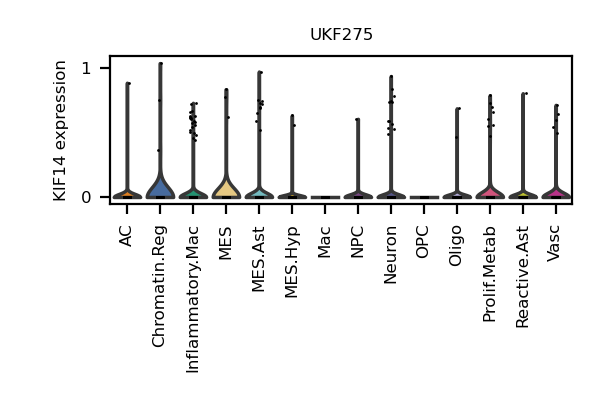 UKF275
KIF14 expression
1
0
AC
Chromatin.Reg
Inflammatory.Mac
MES
MES.Ast
MES.Hyp
Mac
NPC
Neuron
OPC
Oligo
Prolif.Metab
Reactive.Ast
Vasc